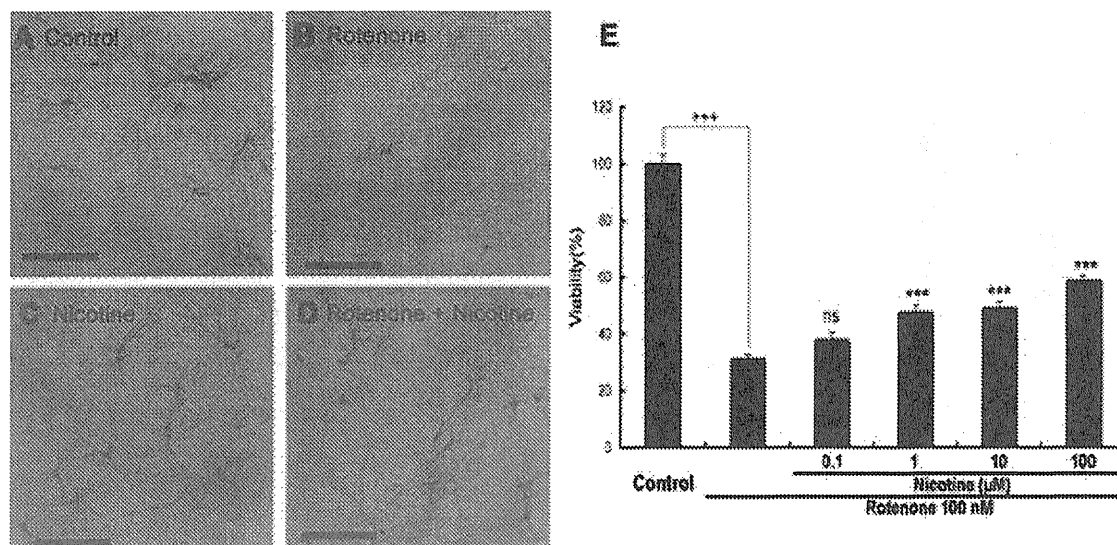 A Control
B Rotenone
C Nicotine
D Rotenone + Nicotine
E
120
100
80
60
40
20
0
Viability(%)
***
ns
***
***
***
0.1 1 10 100
Control
Nicotine (μM)
Rotenone 100 nM